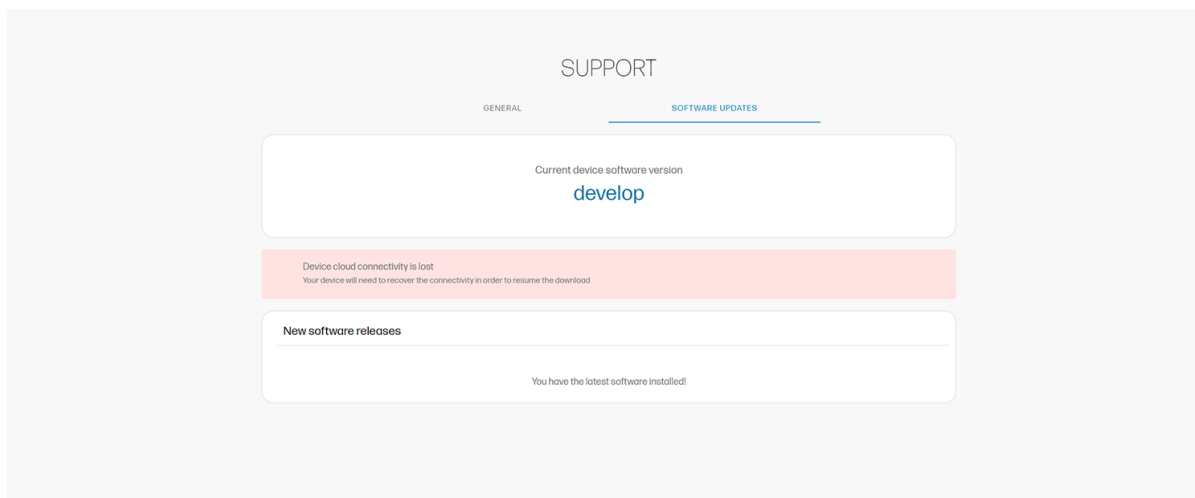 SUPPORT
GENERAL
SOFTWARE UPDATES
Current device software version
develop
Device cloud connectivity is lost
Your device will need to recover the connectivity in order to resume the download
New software releases
You have the latest software installed!